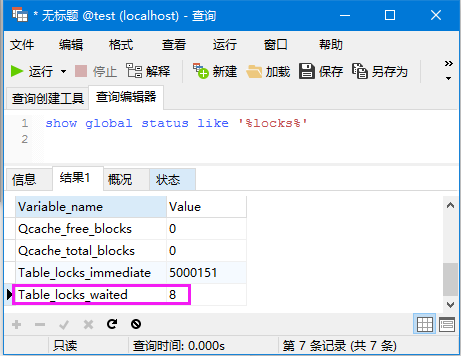 * 无标题 @test (localhost) - 查询
文件 编辑 格式 查看 运行 窗口 帮助
运行 停止 解释 新建 加载 保存 另存为
查询创建工具 查询编辑器
1 show global status like '%locks%'
2
信息 结果1 概况 状态
Variable_name Value
Qcache_free_blocks 0
Qcache_total_blocks 0
Table_locks_immediate 5000151
Table_locks_waited 8
只读 查询时间: 0.000s 第 7 条记录 (共 7 条)